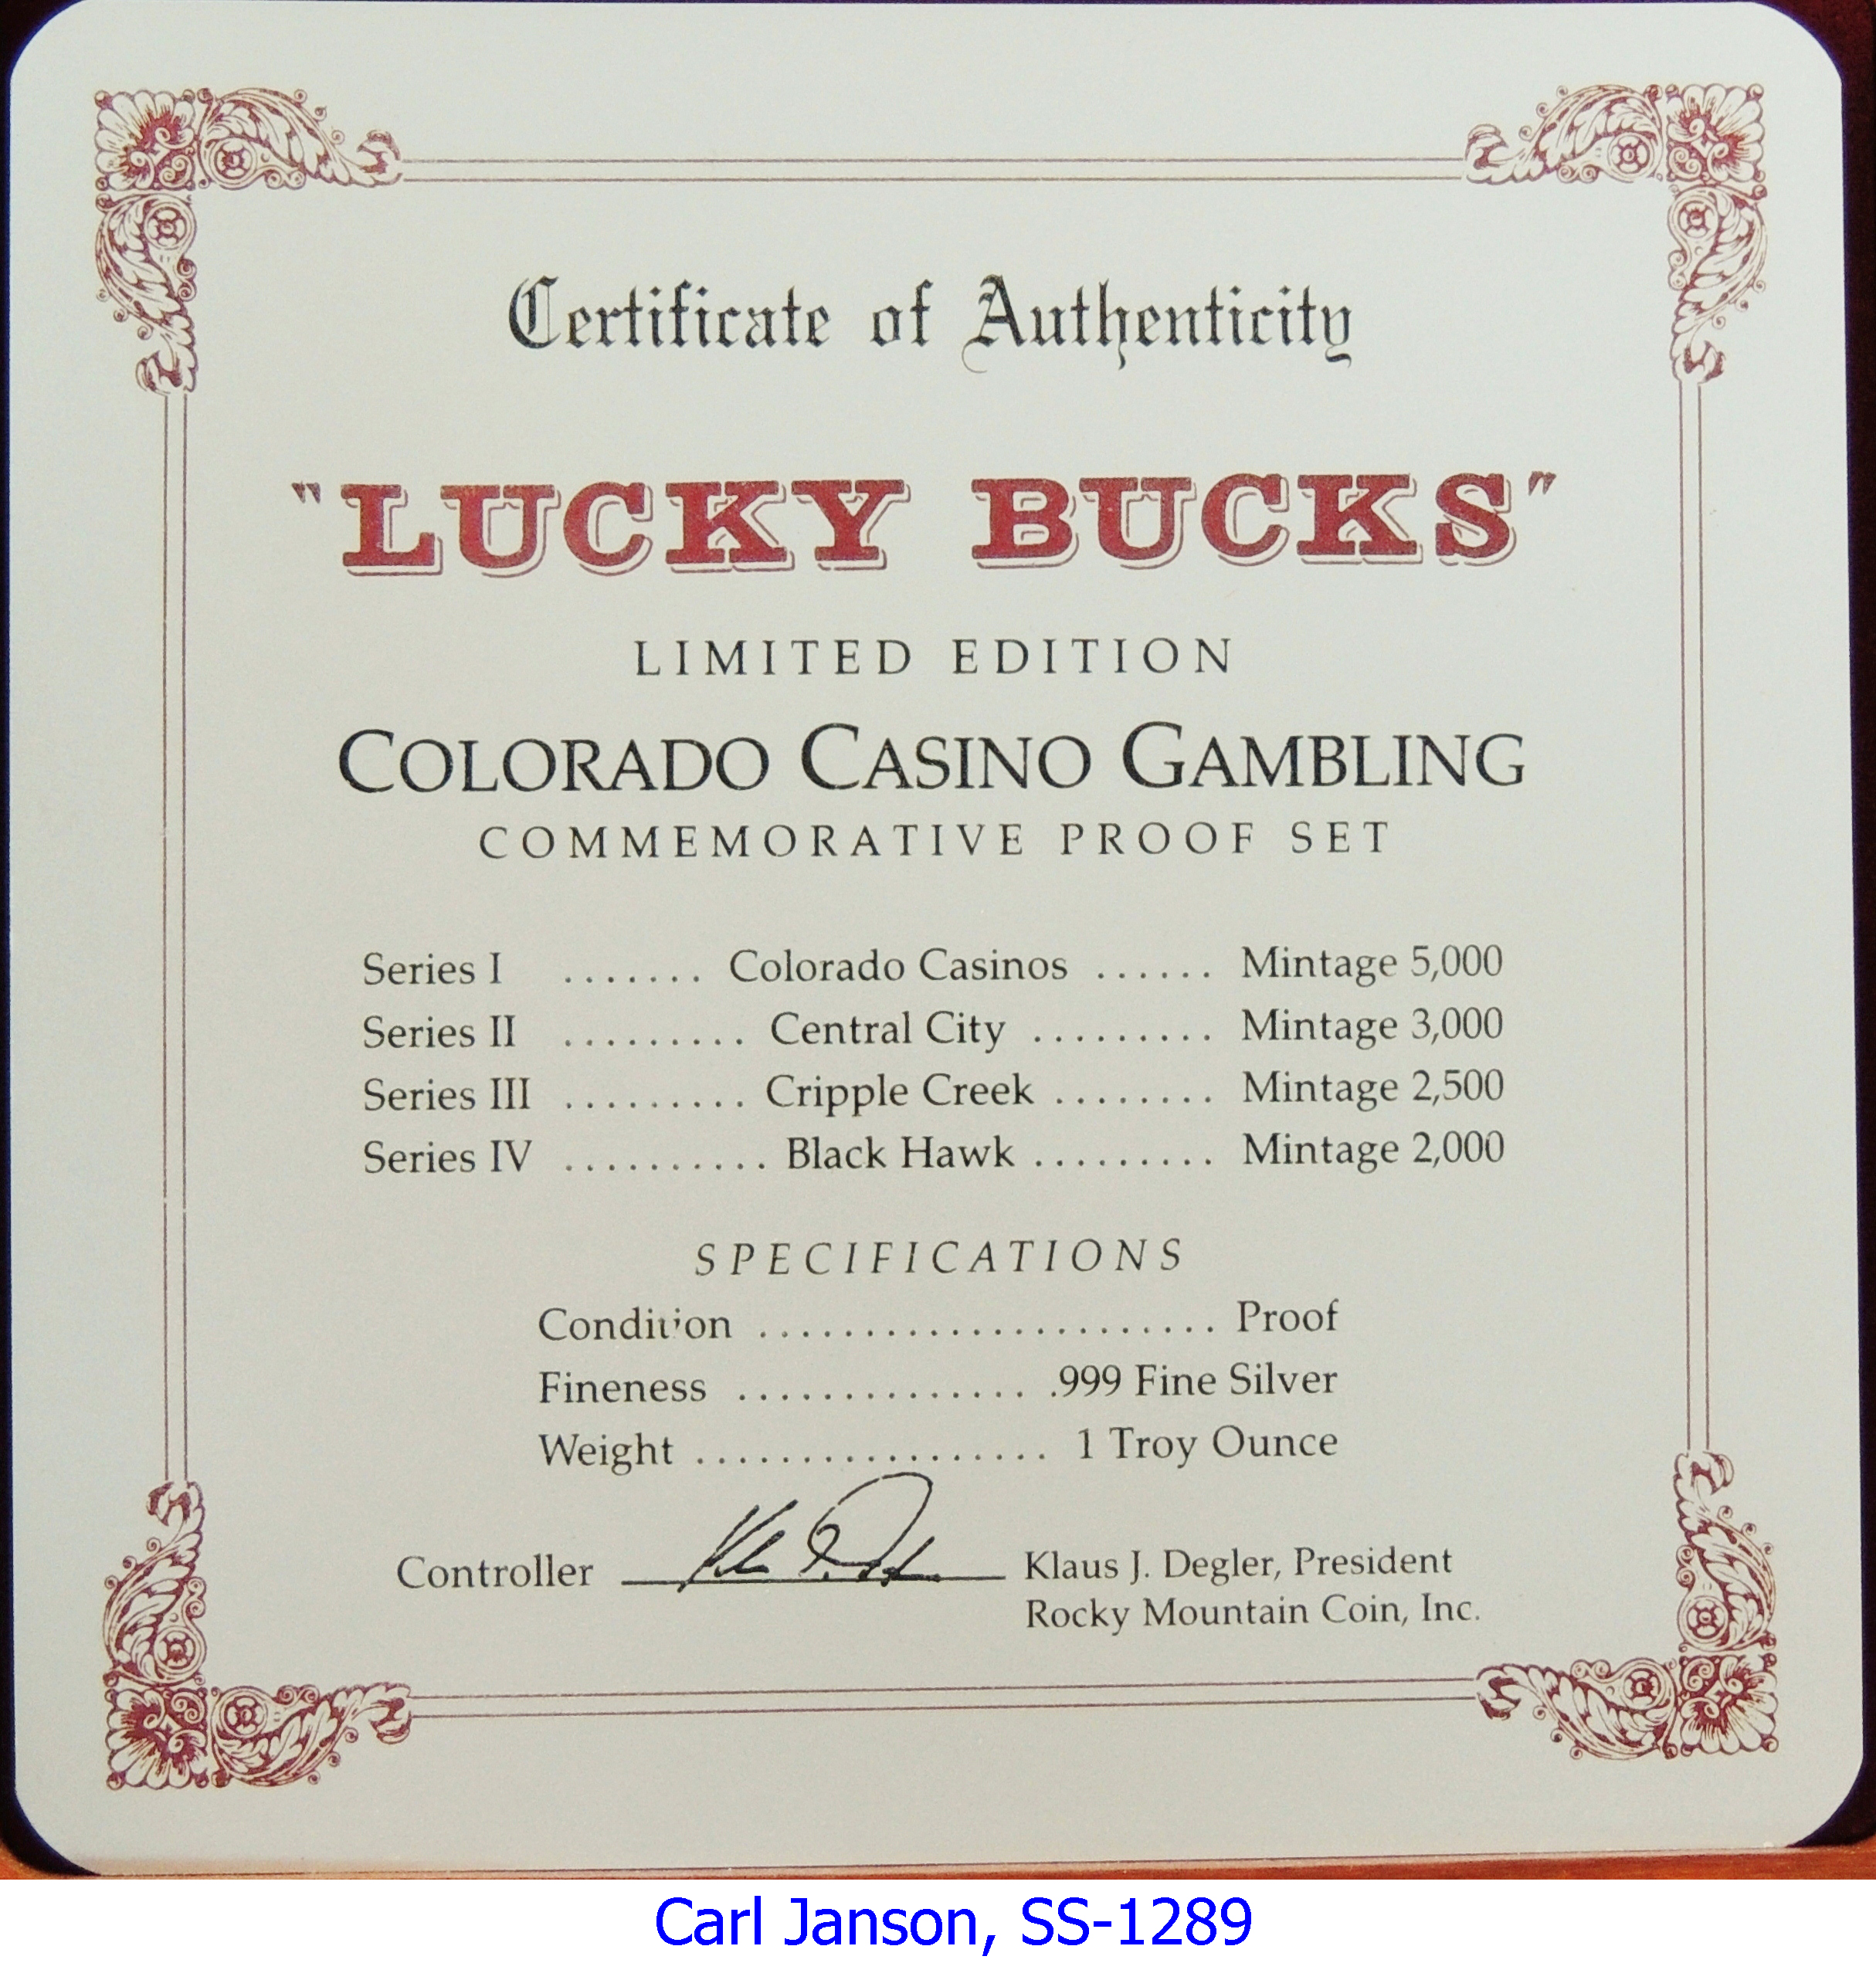 Certificate of Authenticity
"LUCKY BUCKS"
LIMITED EDITION
COLORADO CASINO GAMBLING
COMMEMORATIVE PROOF SET
Series I ....... Colorado Casinos ...... Mintage 5,000
Series II ......... Central City ......... Mintage 3,000
Series III ......... Cripple Creek ........ Mintage 2,500
Series IV .......... Black Hawk ......... Mintage 2,000
SPECIFICATIONS
Condition ...................... Proof
Fineness .............. .999 Fine Silver
Weight ................. 1 Troy Ounce
Controller
Klaus J. Degler, President
Rocky Mountain Coin, Inc.
Carl Janson, SS-1289